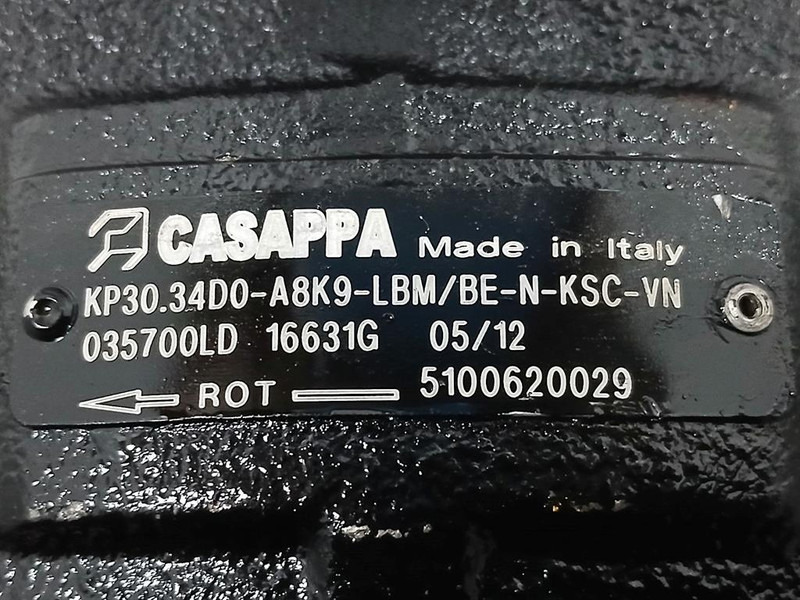 CASAPPA Made in Italy
KP30.34D0-A8K9-LBM/BE-N-KSC-VN
035700LD 16631G 05/12
ROT 5100620029